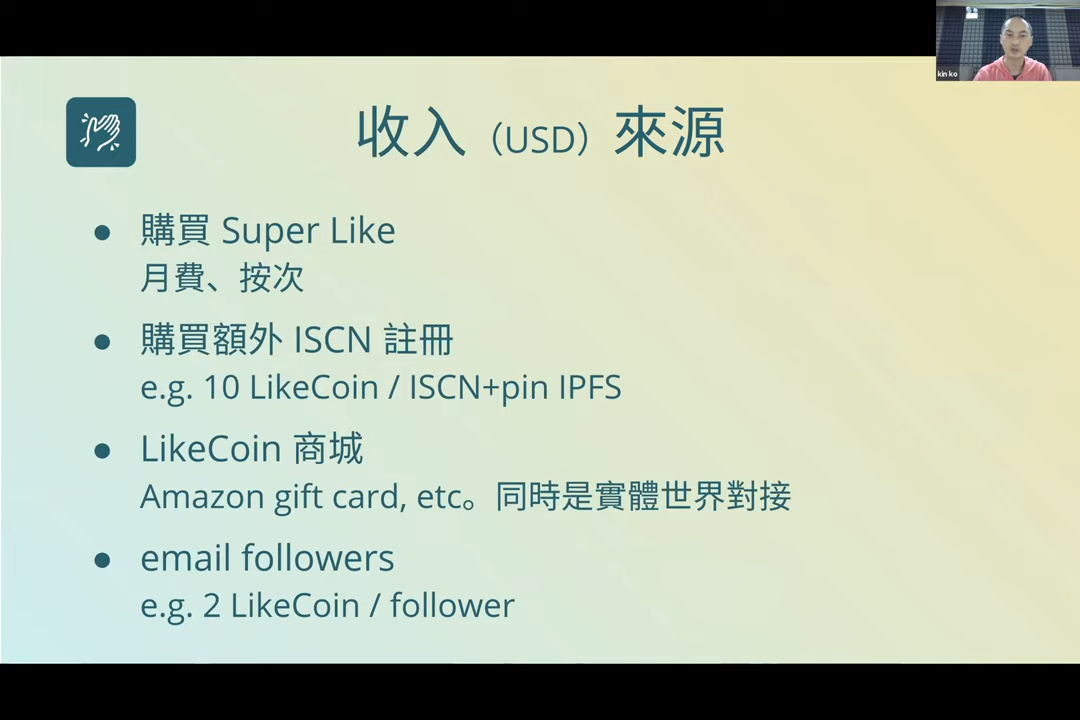 kin ko
收入（USD）來源
● 購買 Super Like
月費、按次
● 購買額外 ISCN 註冊
e.g. 10 LikeCoin / ISCN+pin IPFS
● LikeCoin 商城
Amazon gift card, etc。同時是實體世界對接
● email followers
e.g. 2 LikeCoin / follower